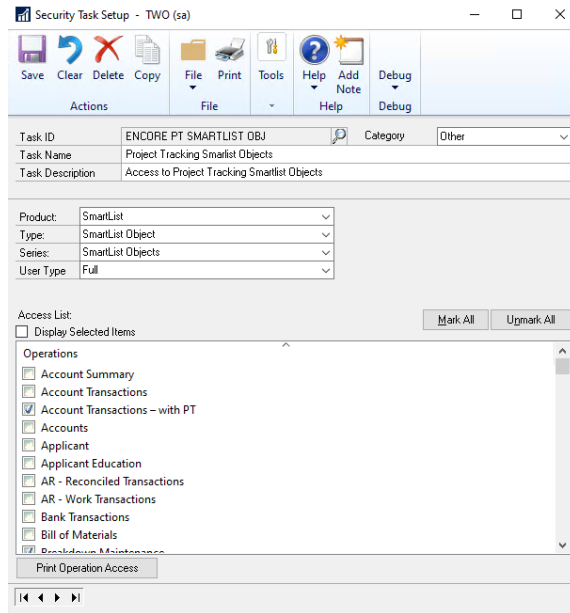 Security Task Setup - TWO (sa)
Save Clear Delete Copy File Print Tools Help Add Note Debug
Actions File Help Debug
Task ID ENCORE PT SMARTLIST OBJ Category Other
Task Name Project Tracking Smarlist Objects
Task Description Access to Project Tracking Smartlist Objects
Product: SmartList
Type: SmartList Object
Series: SmartList Objects
User Type Full
Access List: Mark All Unmark All
Display Selected Items
Operations
Account Summary
Account Transactions
Account Transactions – with PT
Accounts
Applicant
Applicant Education
AR - Reconciled Transactions
AR - Work Transactions
Bank Transactions
Bill of Materials
Breakdown Maintenance
Print Operation Access